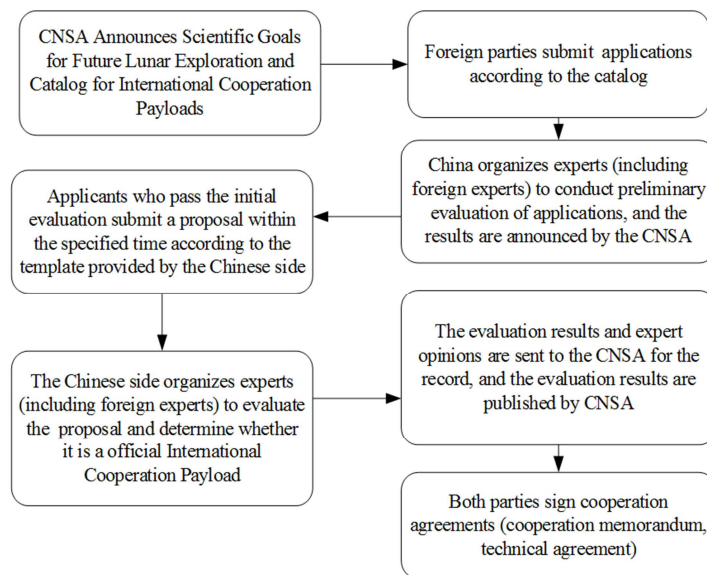 CNSA Announces Scientific Goals
for Future Lunar Exploration and
Catalog for International Cooperation
Payloads
Foreign parties submit applications
according to the catalog
China organizes experts (including
foreign experts) to conduct preliminary
evaluation of applications, and the
results are announced by the CNSA
Applicants who pass the initial
evaluation submit a proposal within
the specified time according to the
template provided by the Chinese side
The Chinese side organizes experts
(including foreign experts) to evaluate
the proposal and determine whether
it is a official International
Cooperation Payload
The evaluation results and expert
opinions are sent to the CNSA for the
record, and the evaluation results are
published by CNSA
Both parties sign cooperation
agreements (cooperation memorandum,
technical agreement)